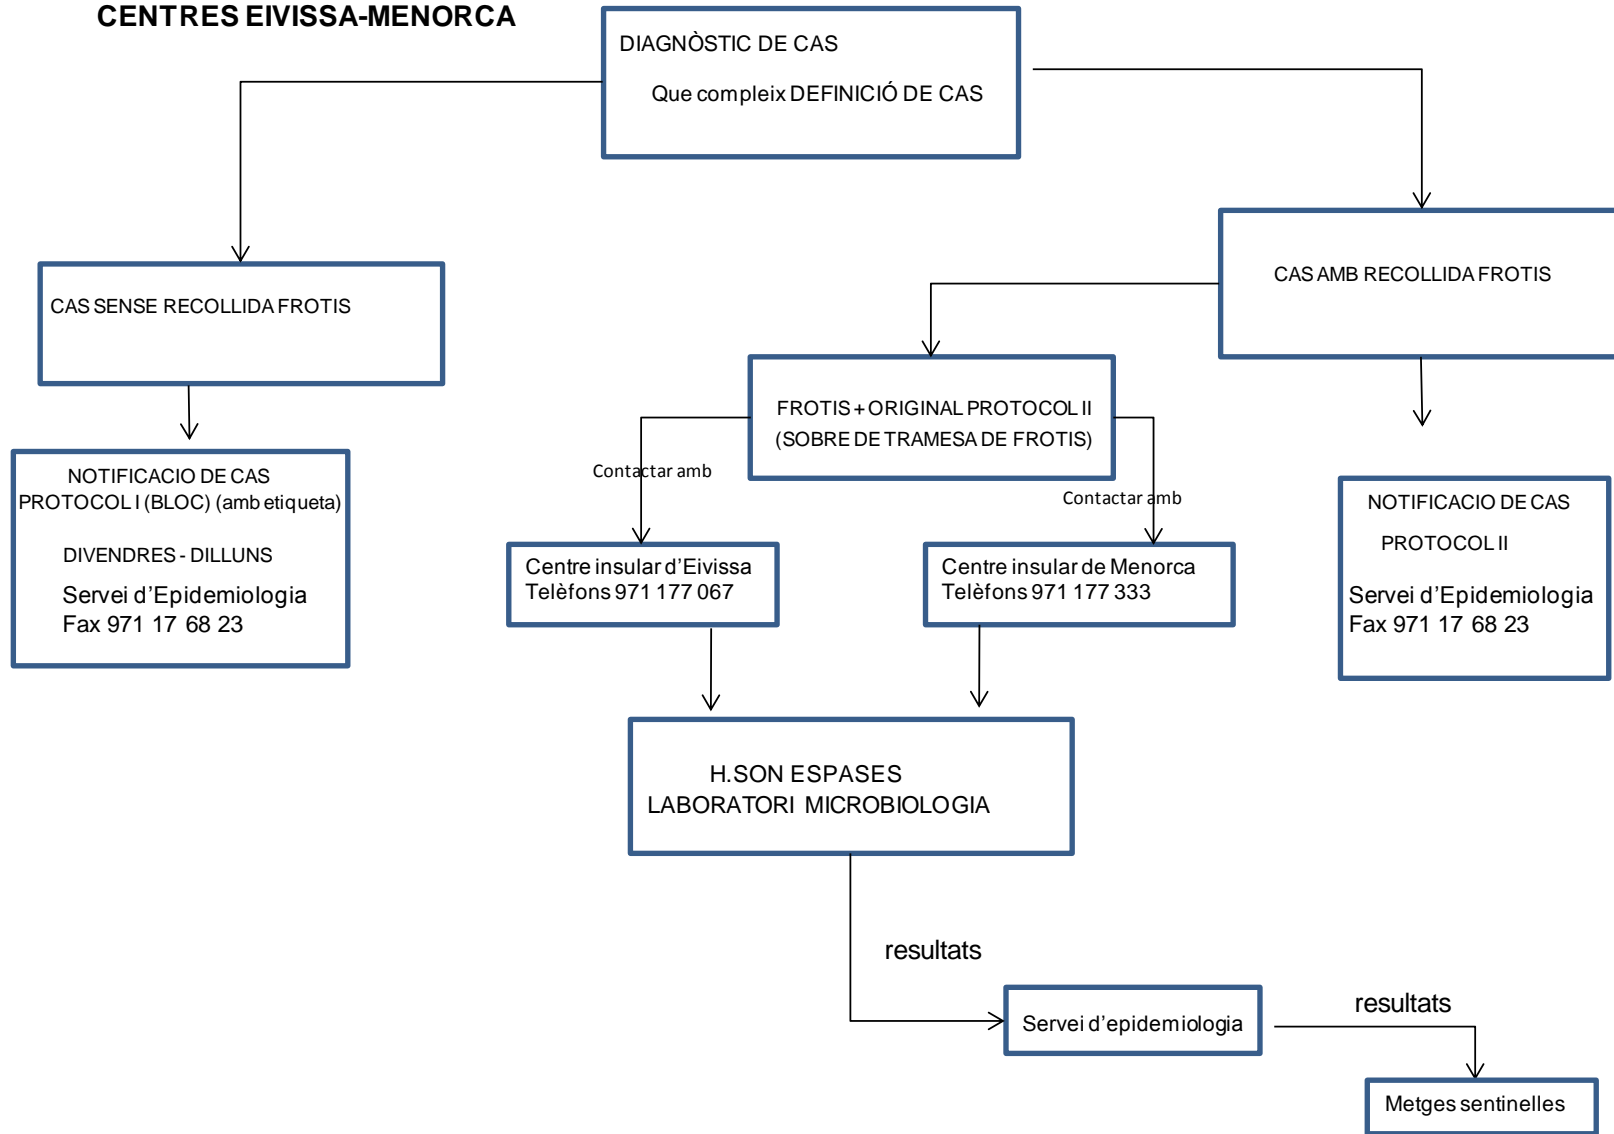 CENTRES EIVISSA-MENORCA
DIAGNÒSTIC DE CAS
Que compleix DEFINICIÓ DE CAS
CAS SENSE RECOLLIDA FROTIS
CAS AMB RECOLLIDA FROTIS
NOTIFICACIO DE CAS
PROTOCOL I (BLOC) (amb etiqueta)
DIVENDRES - DILLUNS
Servei d’Epidemiologia
Fax 971 17 68 23
FROTIS + ORIGINAL PROTOCOL II
(SOBRE DE TRAMESA DE FROTIS)
Contactar amb
Contactar amb
Centre insular d’Eivissa
Telèfons 971 177 067
Centre insular de Menorca
Telèfons 971 177 333
NOTIFICACIO DE CAS
PROTOCOL II
Servei d’Epidemiologia
Fax 971 17 68 23
H.SON ESPASES
LABORATORI MICROBIOLOGIA
resultats
Servei d’epidemiologia
resultats
Metges sentinelles